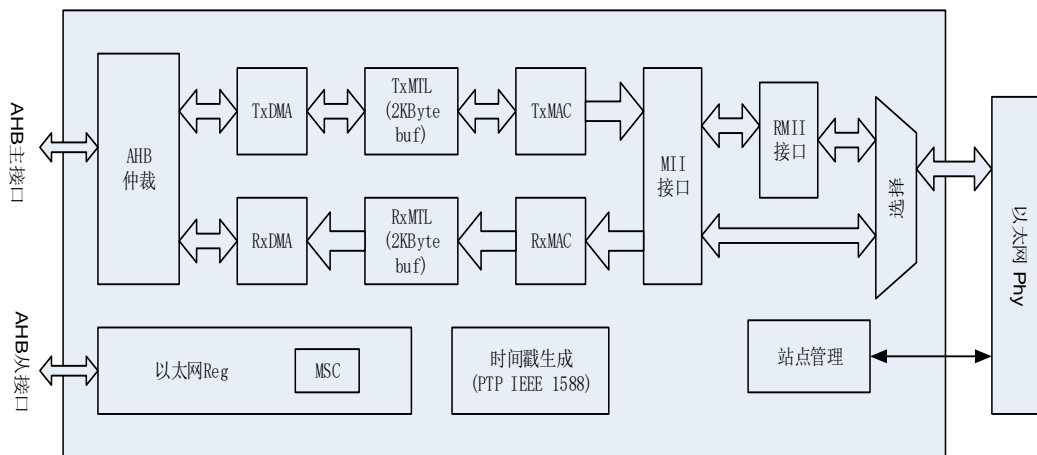 AHB主接口
AHB从接口
AHB
仲裁
TxDMA
TxMTL
(2KByte
buf)
TxMAC
RxDMA
RxMTL
(2KByte
buf)
RxMAC
MII
接口
RMII
接口
选择
以太网 Phy
以太网Reg
MSC
时间戳生成
(PTP IEEE 1588)
站点管理